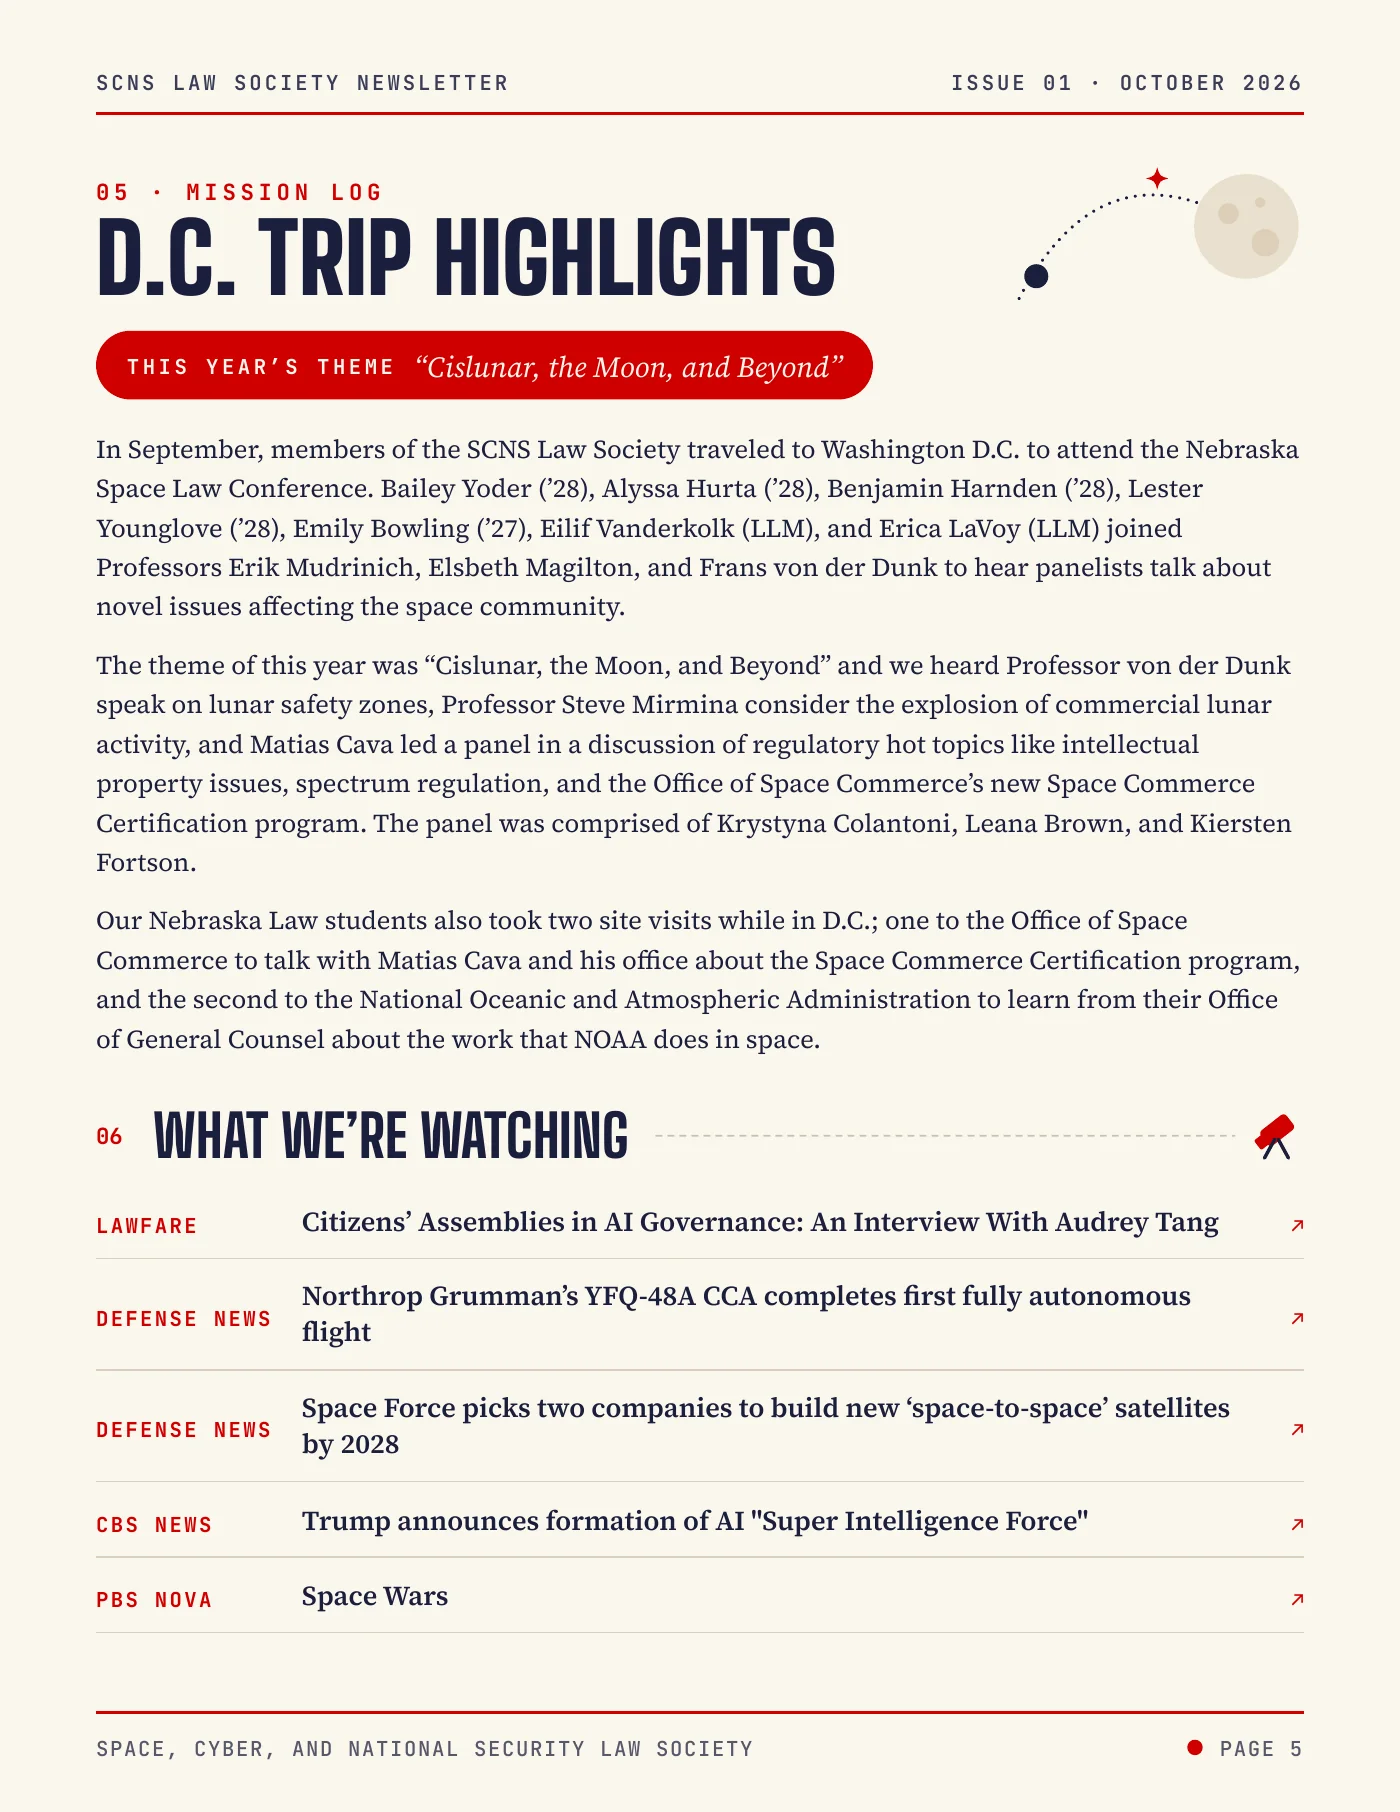 SCNS LAW SOCIETY NEWSLETTER
ISSUE 01 · OCTOBER 2026
05 · MISSION LOG
D.C. TRIP HIGHLIGHTS
THIS YEAR’S THEME “Cislunar, the Moon, and Beyond”
In September, members of the SCNS Law Society traveled to Washington D.C. to attend the Nebraska
Space Law Conference. Bailey Yoder (’28), Alyssa Hurta (’28), Benjamin Harnden (’28), Lester
Younglove (’28), Emily Bowling (’27), Eilif Vanderkolk (LLM), and Erica LaVoy (LLM) joined
Professors Erik Mudrinich, Elsbeth Magilton, and Frans von der Dunk to hear panelists talk about
novel issues affecting the space community.
The theme of this year was “Cislunar, the Moon, and Beyond” and we heard Professor von der Dunk
speak on lunar safety zones, Professor Steve Mirmina consider the explosion of commercial lunar
activity, and Matias Cava led a panel in a discussion of regulatory hot topics like intellectual
property issues, spectrum regulation, and the Office of Space Commerce’s new Space Commerce
Certification program. The panel was comprised of Krystyna Colantoni, Leana Brown, and Kiersten
Fortson.
Our Nebraska Law students also took two site visits while in D.C.; one to the Office of Space
Commerce to talk with Matias Cava and his office about the Space Commerce Certification program,
and the second to the National Oceanic and Atmospheric Administration to learn from their Office
of General Counsel about the work that NOAA does in space.
06 WHAT WE’RE WATCHING
LAWFARE Citizens’ Assemblies in AI Governance: An Interview With Audrey Tang ↗
DEFENSE NEWS Northrop Grumman’s YFQ-48A CCA completes first fully autonomous
flight ↗
DEFENSE NEWS Space Force picks two companies to build new ‘space-to-space’ satellites
by 2028 ↗
CBS NEWS Trump announces formation of AI "Super Intelligence Force" ↗
PBS NOVA Space Wars ↗
SPACE, CYBER, AND NATIONAL SECURITY LAW SOCIETY
PAGE 5